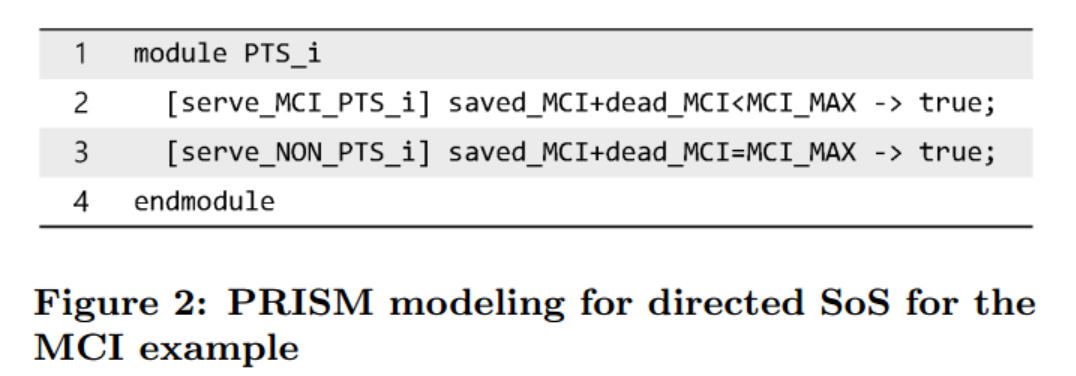 1 module PTS_i
2 [serve_MCI_PTS_i] saved_MCI+dead_MCI<MCI_MAX -> true;
3 [serve_NON_PTS_i] saved_MCI+dead_MCI=MCI_MAX -> true;
4 endmodule
Figure 2: PRISM modeling for directed SoS for the
MCI example